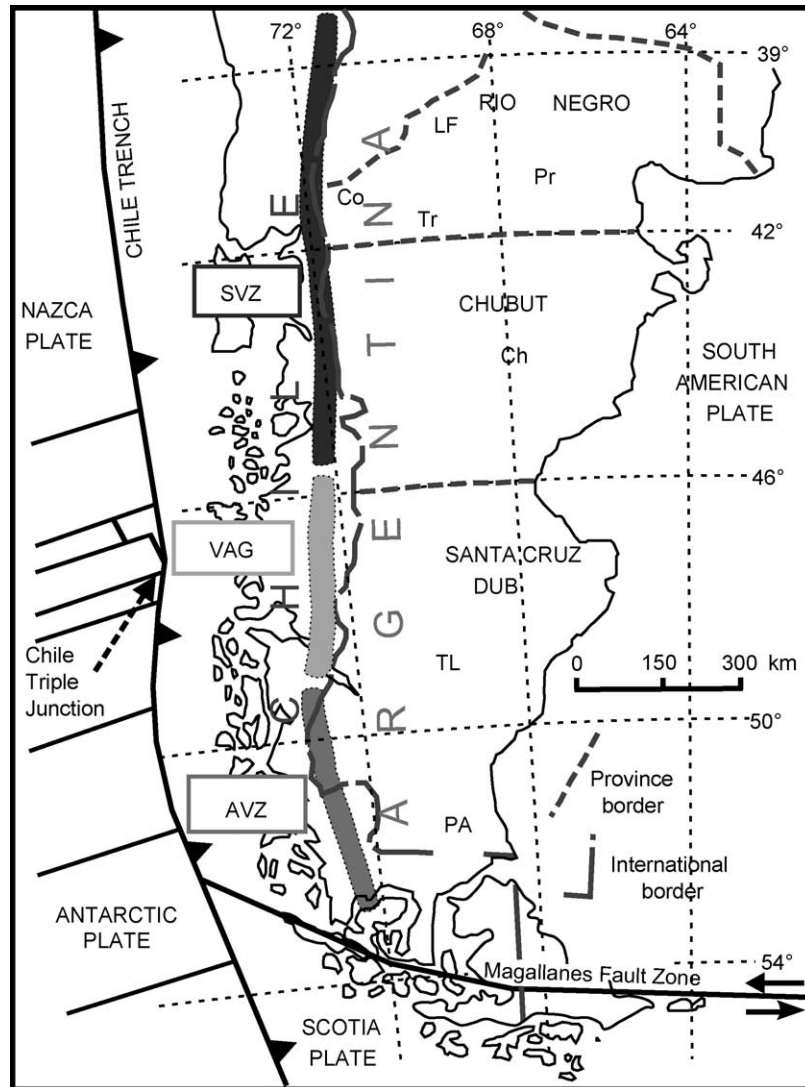 72°
68°
64°
39°
RIO
NEGRO
LF
Pr
Co
Tr
42°
CHILE TRENCH
SVZ
NAZCA
PLATE
CHUBUT
Ch
SOUTH
AMERICAN
PLATE
46°
VAG
SANTA CRUZ
DUB
CHILE
ARGENTINA
TL
0 150 300 km
Chile
Triple
Junction
50°
Province
border
AVZ
PA
International
border
ANTARCTIC
PLATE
54°
Magallanes Fault Zone
SCOTIA
PLATE